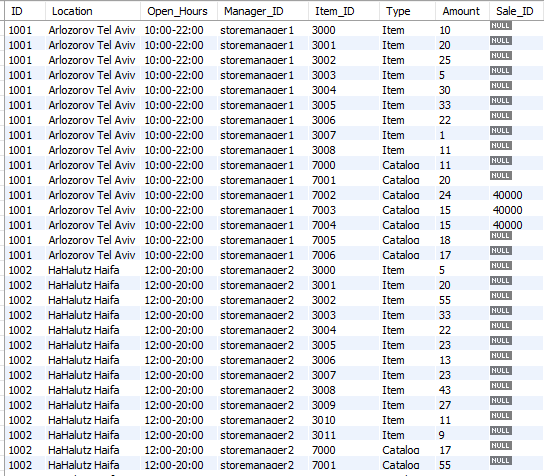 ID Location Open_Hours Manager_ID Item_ID Type Amount Sale_ID
1001 Arlozorov Tel Aviv 10:00-22:00 storemanager1 3000 Item 10 NULL
1001 Arlozorov Tel Aviv 10:00-22:00 storemanager1 3001 Item 20 NULL
1001 Arlozorov Tel Aviv 10:00-22:00 storemanager1 3002 Item 25 NULL
1001 Arlozorov Tel Aviv 10:00-22:00 storemanager1 3003 Item 5 NULL
1001 Arlozorov Tel Aviv 10:00-22:00 storemanager1 3004 Item 30 NULL
1001 Arlozorov Tel Aviv 10:00-22:00 storemanager1 3005 Item 33 NULL
1001 Arlozorov Tel Aviv 10:00-22:00 storemanager1 3006 Item 22 NULL
1001 Arlozorov Tel Aviv 10:00-22:00 storemanager1 3007 Item 1 NULL
1001 Arlozorov Tel Aviv 10:00-22:00 storemanager1 3008 Item 11 NULL
1001 Arlozorov Tel Aviv 10:00-22:00 storemanager1 7000 Catalog 11 NULL
1001 Arlozorov Tel Aviv 10:00-22:00 storemanager1 7001 Catalog 20 NULL
1001 Arlozorov Tel Aviv 10:00-22:00 storemanager1 7002 Catalog 24 40000
1001 Arlozorov Tel Aviv 10:00-22:00 storemanager1 7003 Catalog 15 40000
1001 Arlozorov Tel Aviv 10:00-22:00 storemanager1 7004 Catalog 15 40000
1001 Arlozorov Tel Aviv 10:00-22:00 storemanager1 7005 Catalog 18 NULL
1001 Arlozorov Tel Aviv 10:00-22:00 storemanager1 7006 Catalog 17 NULL
1002 HaHalutz Haifa 12:00-20:00 storemanager2 3000 Item 5 NULL
1002 HaHalutz Haifa 12:00-20:00 storemanager2 3001 Item 20 NULL
1002 HaHalutz Haifa 12:00-20:00 storemanager2 3002 Item 55 NULL
1002 HaHalutz Haifa 12:00-20:00 storemanager2 3003 Item 33 NULL
1002 HaHalutz Haifa 12:00-20:00 storemanager2 3004 Item 22 NULL
1002 HaHalutz Haifa 12:00-20:00 storemanager2 3005 Item 23 NULL
1002 HaHalutz Haifa 12:00-20:00 storemanager2 3006 Item 13 NULL
1002 HaHalutz Haifa 12:00-20:00 storemanager2 3007 Item 23 NULL
1002 HaHalutz Haifa 12:00-20:00 storemanager2 3008 Item 43 NULL
1002 HaHalutz Haifa 12:00-20:00 storemanager2 3009 Item 27 NULL
1002 HaHalutz Haifa 12:00-20:00 storemanager2 3010 Item 11 NULL
1002 HaHalutz Haifa 12:00-20:00 storemanager2 3011 Item 9 NULL
1002 HaHalutz Haifa 12:00-20:00 storemanager2 7000 Catalog 17 NULL
1002 HaHalutz Haifa 12:00-20:00 storemanager2 7001 Catalog 55 NULL